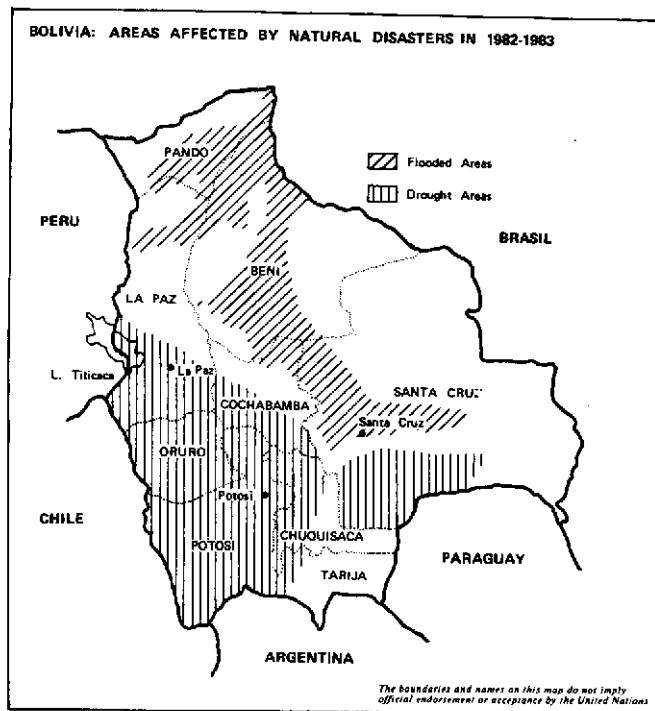 BOLIVIA: AREAS AFFECTED BY NATURAL DISASTERS IN 1982-1983
PANDO
Flooded Areas
Drought Areas
PERU
BRASIL
BENI
LA PAZ
L. Titicaca
La Paz
SANTA CRUZ
COCHABAMBA
Santa Cruz
ORURO
Potosi
CHILE
CHUQUISACA
POTOSI
PARAGUAY
TARIJA
ARGENTINA
The boundaries and names on this map do not imply
official endorsement or acceptance by the United Nations